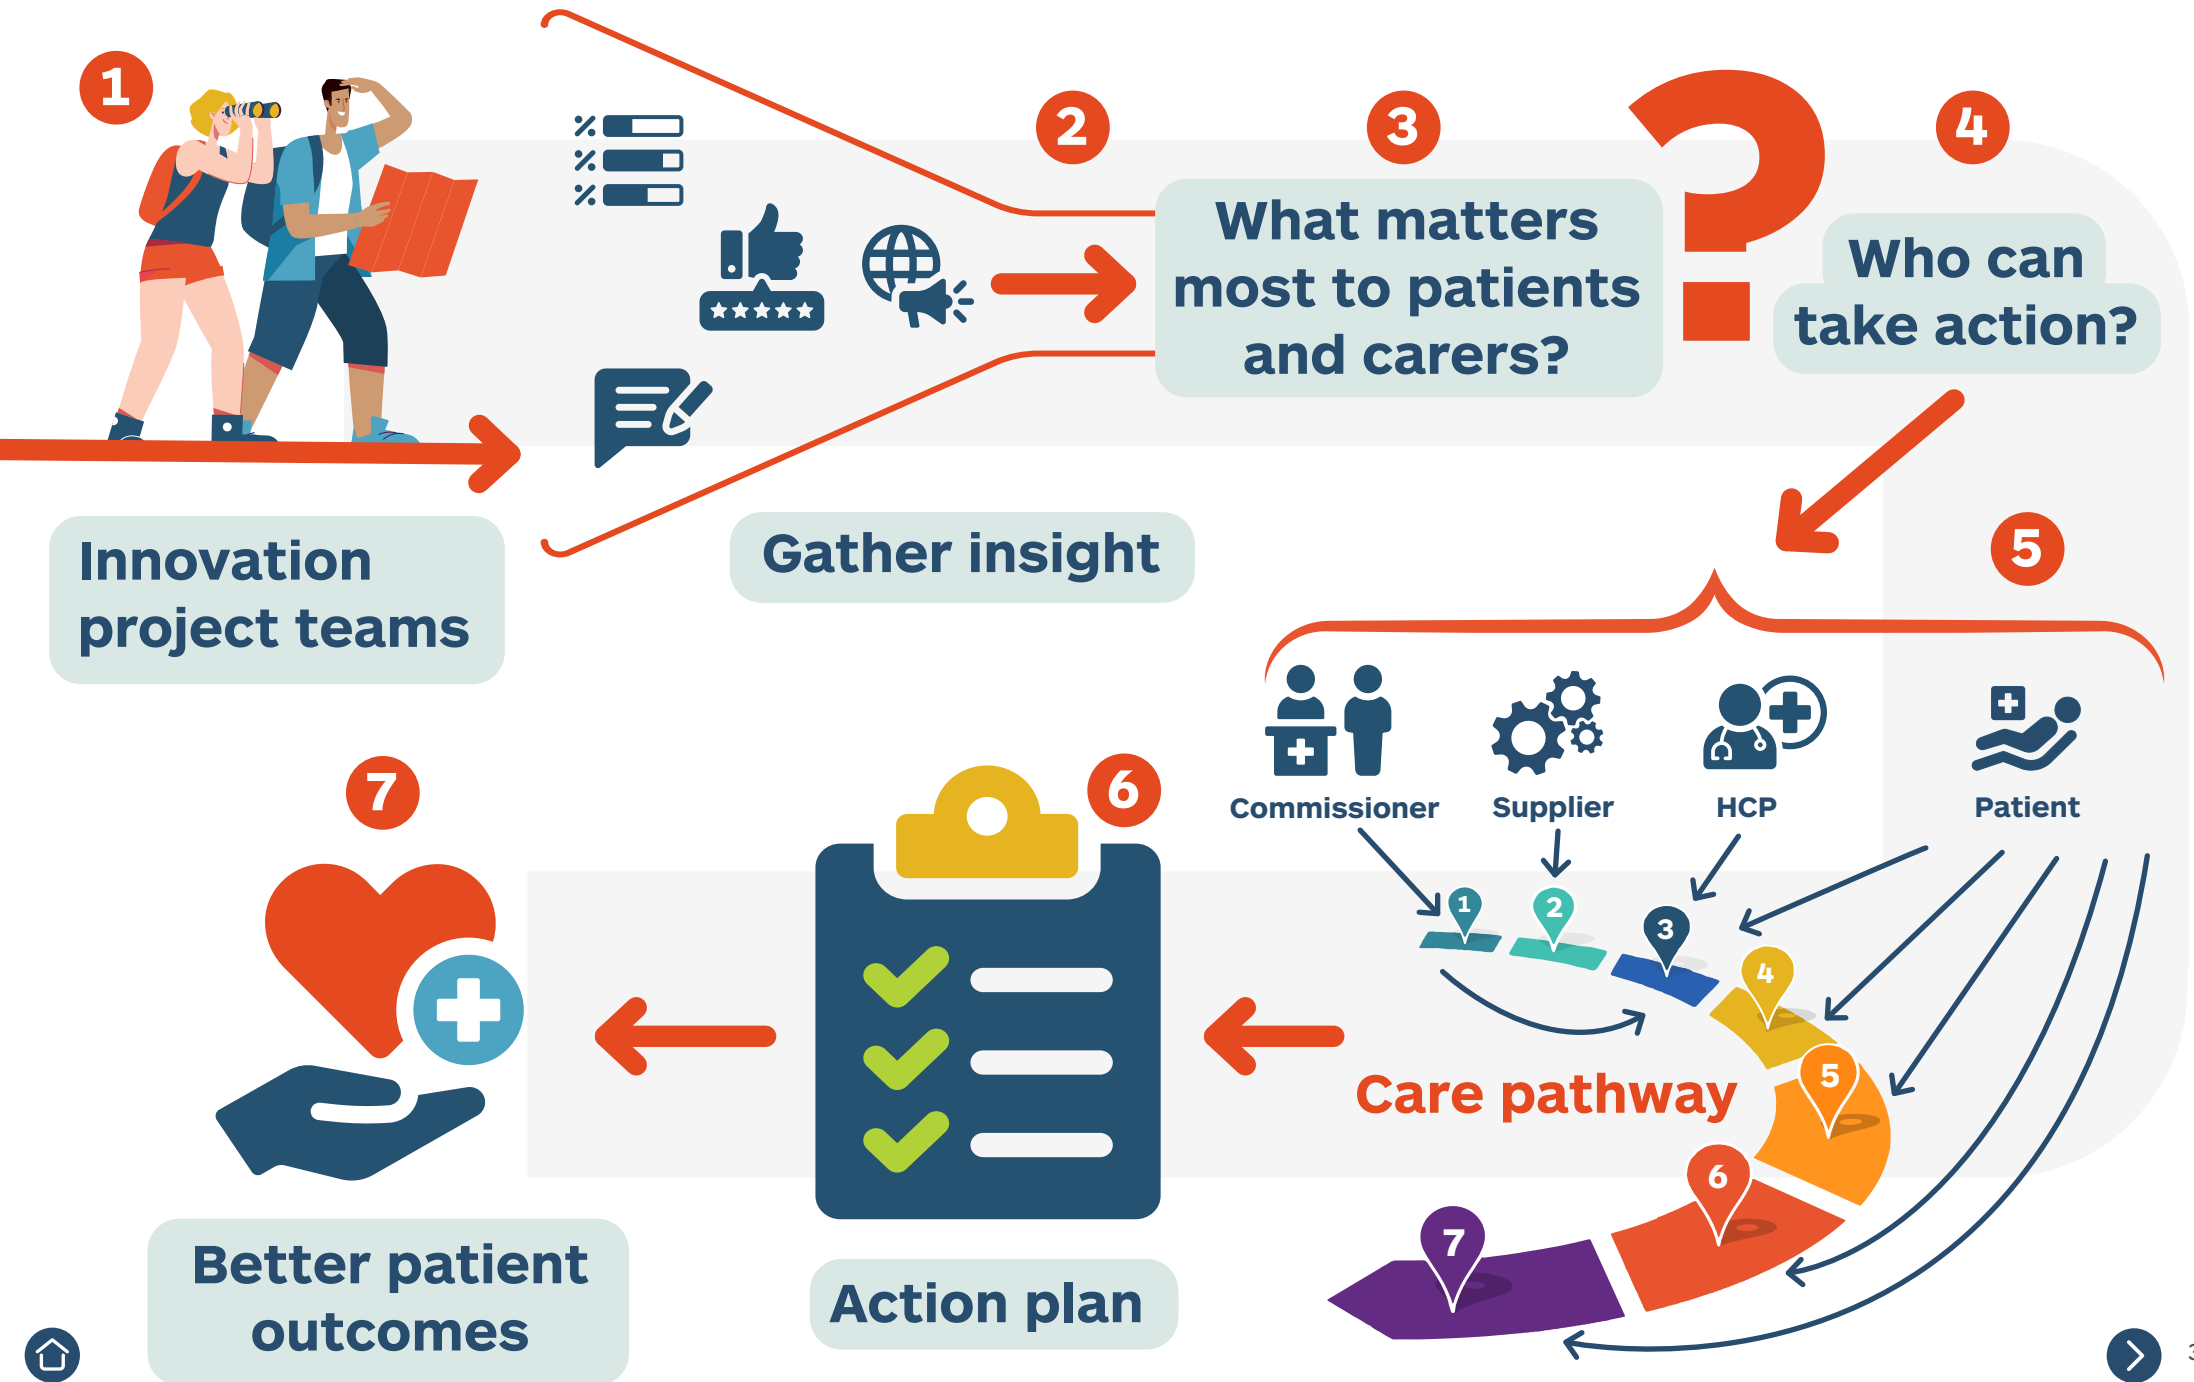 1
Innovation
project teams
%
%
%
Gather insight
2
3
What matters
most to patients
and carers?
?
4
Who can
take action?
5
Commissioner
Supplier
HCP
Patient
1
2
3
4
5
6
7
Care pathway
6
Action plan
7
Better patient
outcomes
3